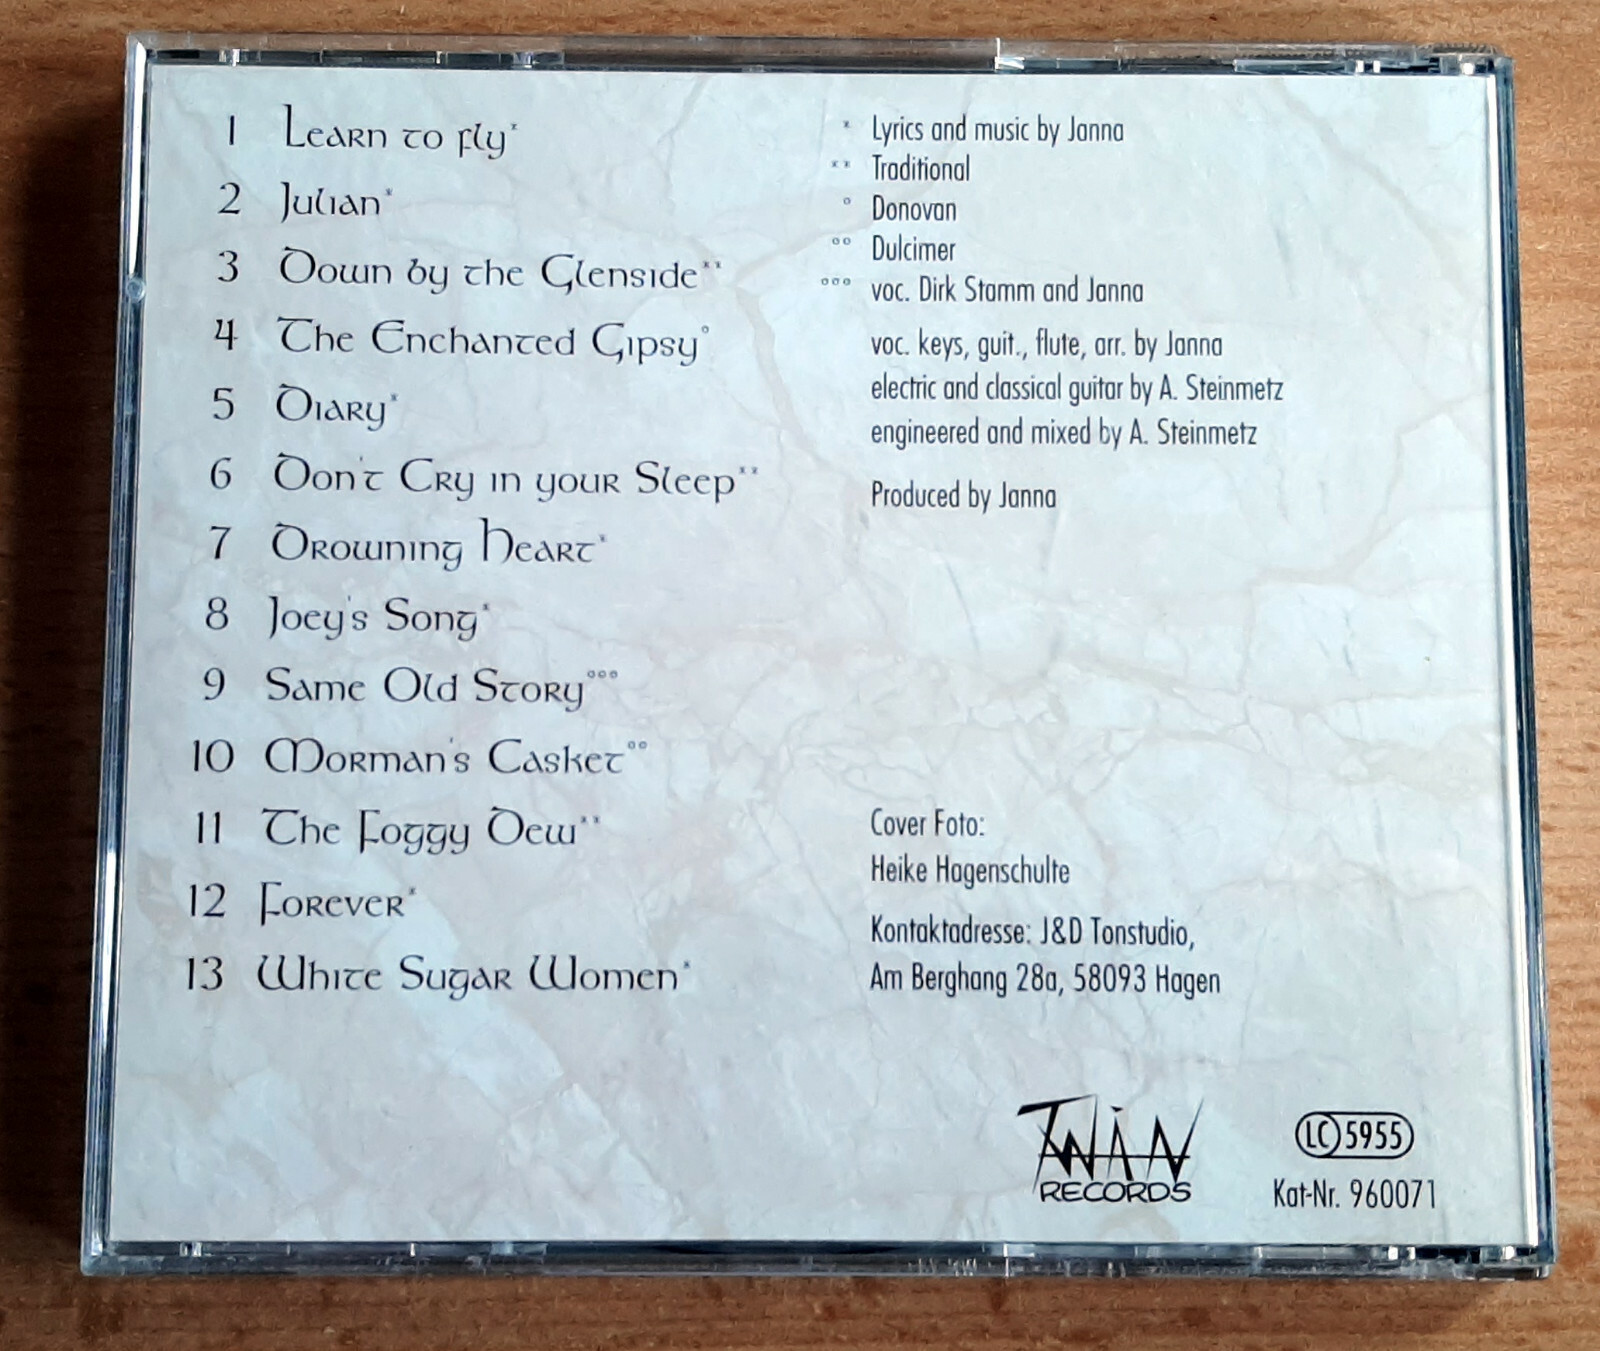 1 Learn to fly*
2 Julian*
3 Down by the Glenside**
4 The Enchanted Gipsy°
5 Diary*
6 Don't Cry in your Sleep**
7 Drowning Heart*
8 Joey's Song*
9 Same Old Story°°°
10 Morman's Casket°°
11 The Foggy Dew**
12 Forever*
13 White Sugar Women*
* Lyrics and music by Janna
** Traditional
° Donovan
°° Dulcimer
°°° voc. Dirk Stamm and Janna
voc. keys, guit., flute, arr. by Janna
electric and classical guitar by A. Steinmetz
engineered and mixed by A. Steinmetz
Produced by Janna
Cover Foto:
Heike Hagenschulte
Kontaktadresse: J&D Tonstudio,
Am Berghang 28a, 58093 Hagen
TWiN
RECORDS
LC 5955
Kat-Nr. 960071